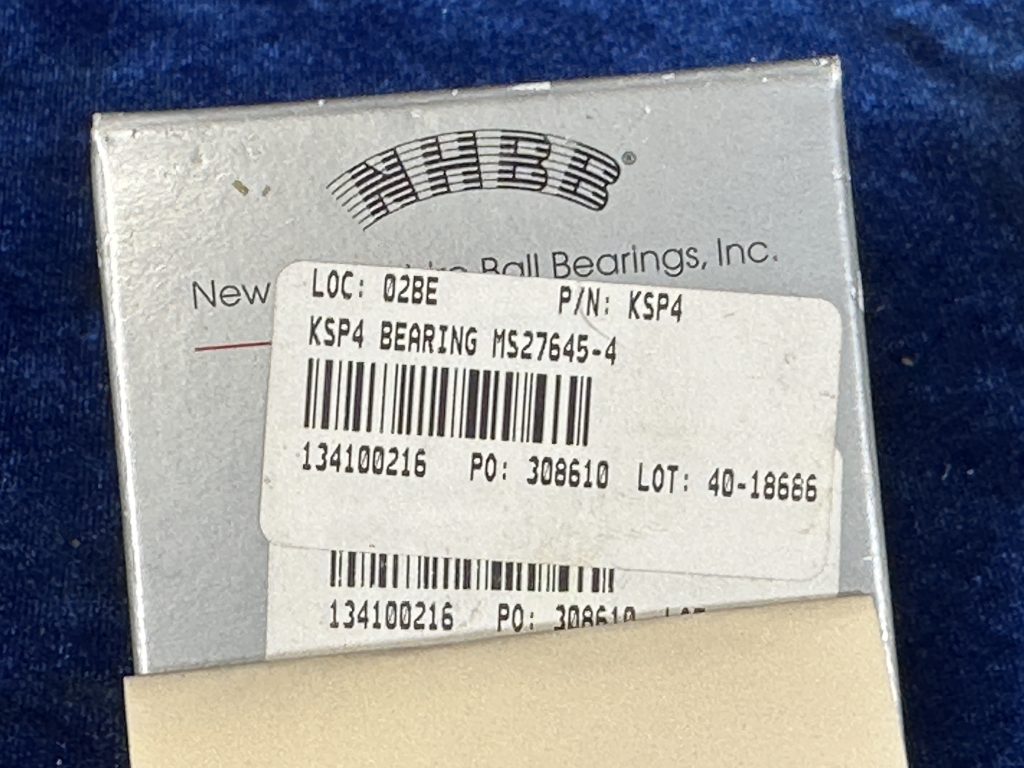 NHBB®
New Ball Bearings, Inc.
LOC: 02BE P/N: KSP4
KSP4 BEARING MS27645-4
134100216 PO: 308610 LOT: 40-18686
134100216 PO: 308610